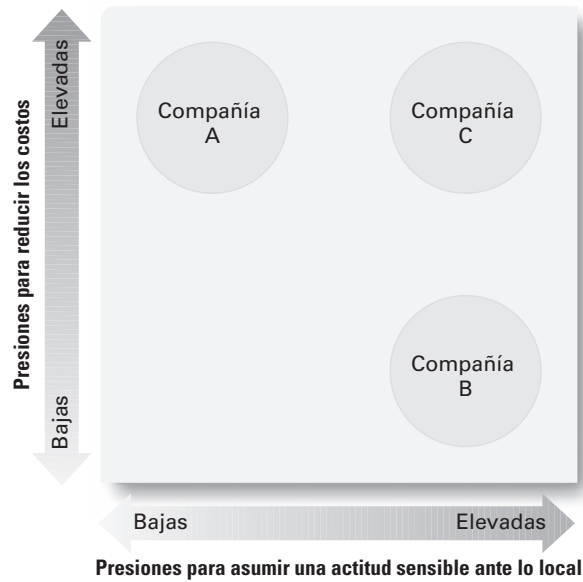 Presiones para reducir los costos
Elevadas
Bajas
Compañía
A
Compañía
C
Compañía
B
Bajas
Elevadas
Presiones para asumir una actitud sensible ante lo local